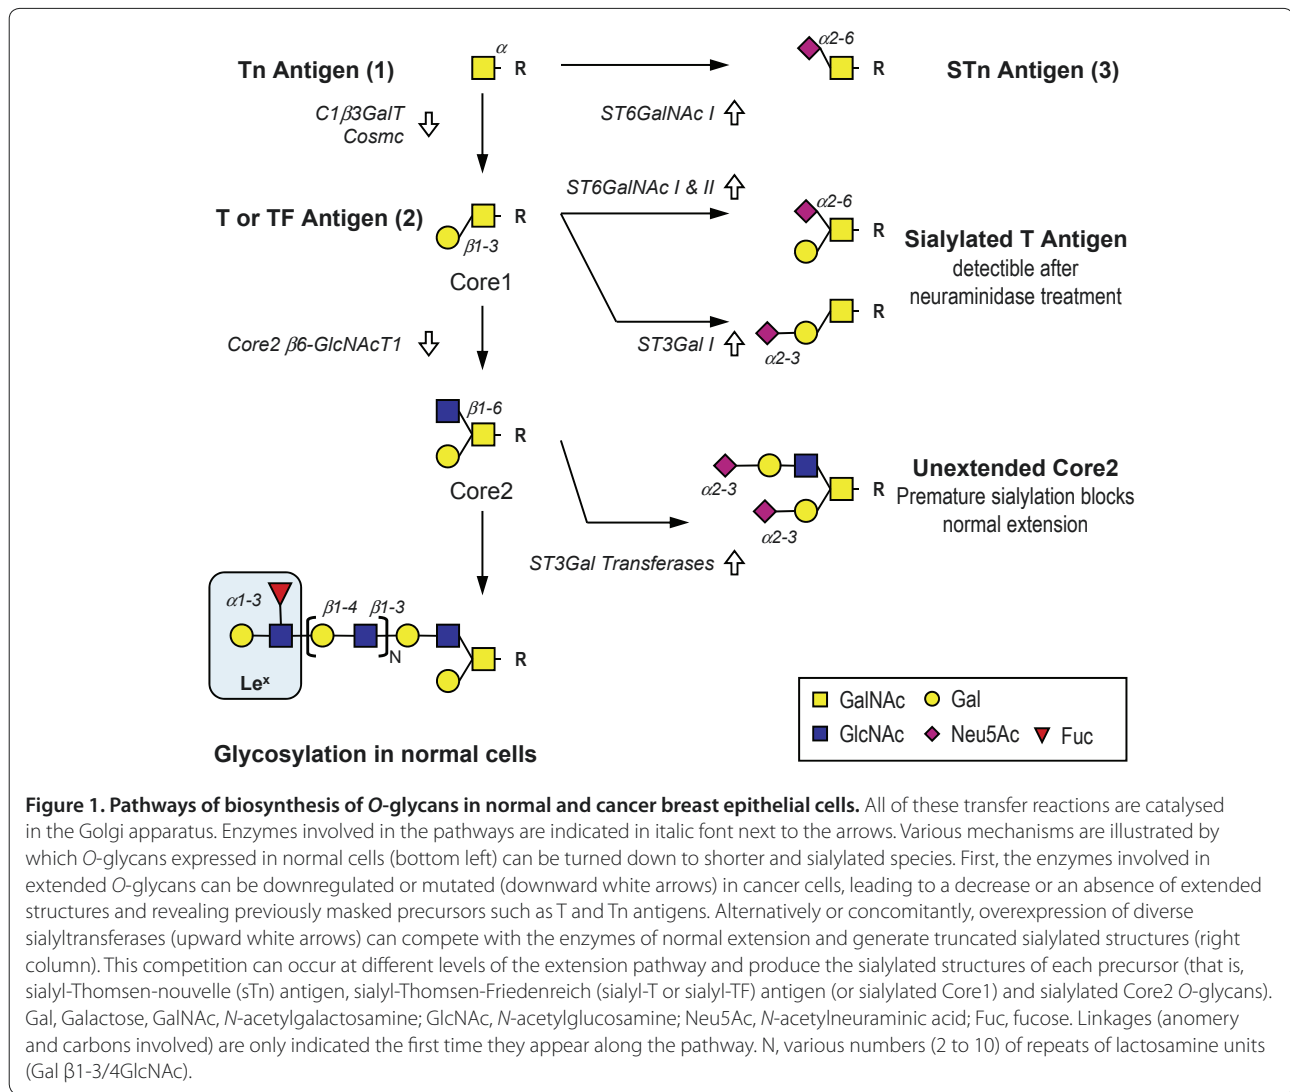 Tn Antigen (1)
α
R
α2-6
R
STn Antigen (3)
C1β3GalT
Cosmc
ST6GalNAc I
ST6GalNAc I & II
T or TF Antigen (2)
R
β1-3
Core1
α2-6
R
Sialylated T Antigen
detectible after
neuraminidase treatment
R
ST3Gal I
α2-3
Core2 β6-GlcNAcT1
β1-6
R
Core2
α2-3
R
α2-3
Unextended Core2
Premature sialylation blocks
normal extension
ST3Gal Transferases
α1-3
β1-4
β1-3
N
R
Leˣ
GalNAc
Gal
GlcNAc
Neu5Ac
Fuc
Glycosylation in normal cells
Figure 1. Pathways of biosynthesis of O-glycans in normal and cancer breast epithelial cells. All of these transfer reactions are catalysed
in the Golgi apparatus. Enzymes involved in the pathways are indicated in italic font next to the arrows. Various mechanisms are illustrated by
which O-glycans expressed in normal cells (bottom left) can be turned down to shorter and sialylated species. First, the enzymes involved in
extended O-glycans can be downregulated or mutated (downward white arrows) in cancer cells, leading to a decrease or an absence of extended
structures and revealing previously masked precursors such as T and Tn antigens. Alternatively or concomitantly, overexpression of diverse
sialyltransferases (upward white arrows) can compete with the enzymes of normal extension and generate truncated sialylated structures (right
column). This competition can occur at different levels of the extension pathway and produce the sialylated structures of each precursor (that is,
sialyl-Thomsen-nouvelle (sTn) antigen, sialyl-Thomsen-Friedenreich (sialyl-T or sialyl-TF) antigen (or sialylated Core1) and sialylated Core2 O-glycans).
Gal, Galactose, GalNAc, N-acetylgalactosamine; GlcNAc, N-acetylglucosamine; Neu5Ac, N-acetylneuraminic acid; Fuc, fucose. Linkages (anomery
and carbons involved) are only indicated the first time they appear along the pathway. N, various numbers (2 to 10) of repeats of lactosamine units
(Gal β1-3/4GlcNAc).